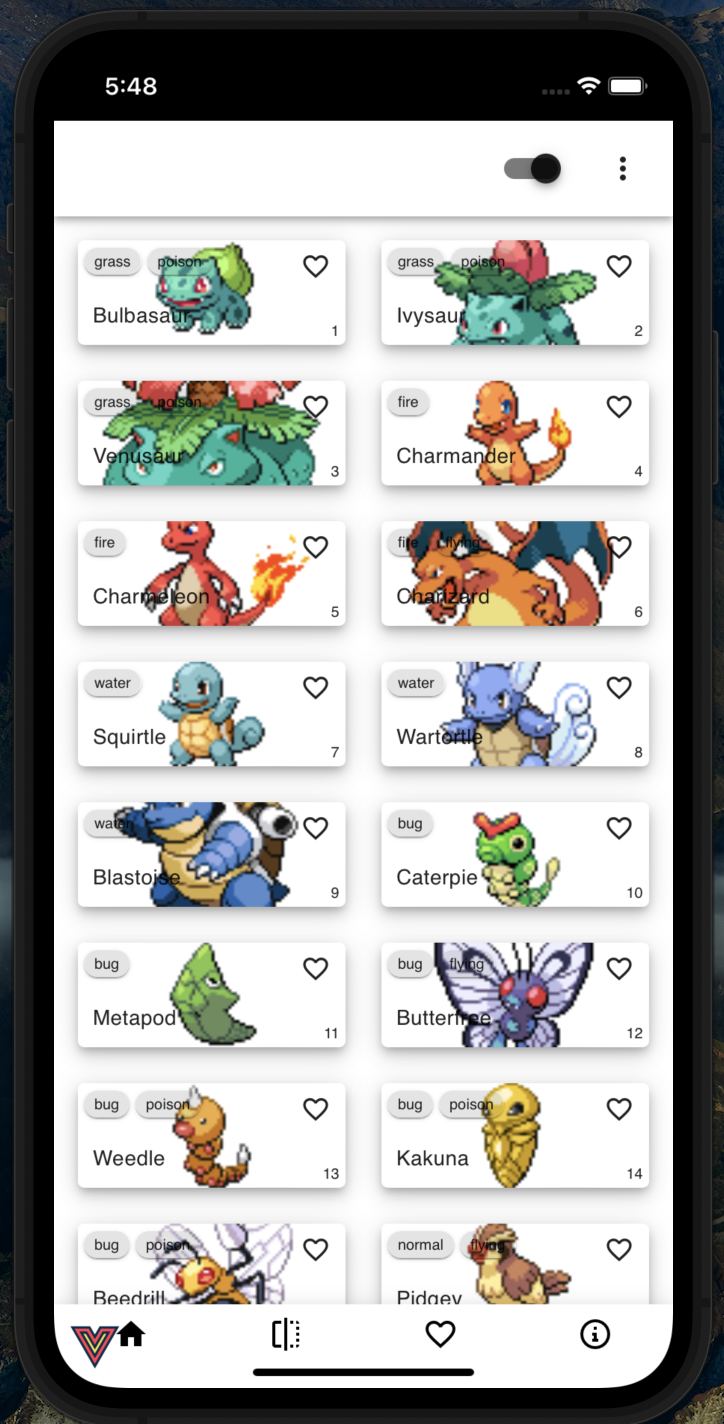 5:48
grass poison
Bulbasaur
1
grass poison
Ivysaur
2
grass poison
Venusaur
3
fire
Charmander
4
fire
Charmeleon
5
fire flying
Charizard
6
water
Squirtle
7
water
Wartortle
8
water
Blastoise
9
bug
Caterpie
10
bug
Metapod
11
bug flying
Butterfree
12
bug poison
Weedle
13
bug poison
Kakuna
14
bug poison
Beedrill
normal flying
Pidgey